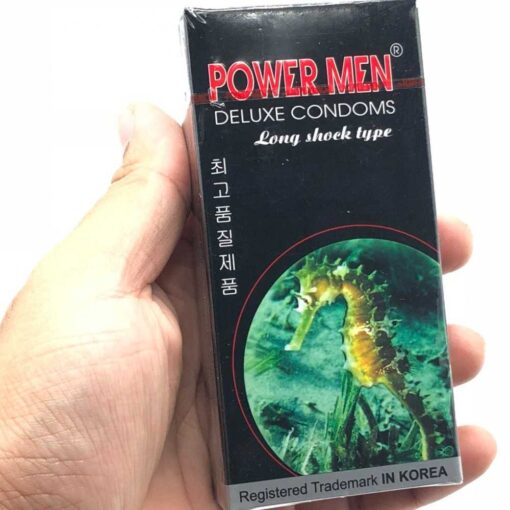 POWER MEN®
DELUXE CONDOMS
Long shock type
최고품질제품
Registered Trademark IN KOREA